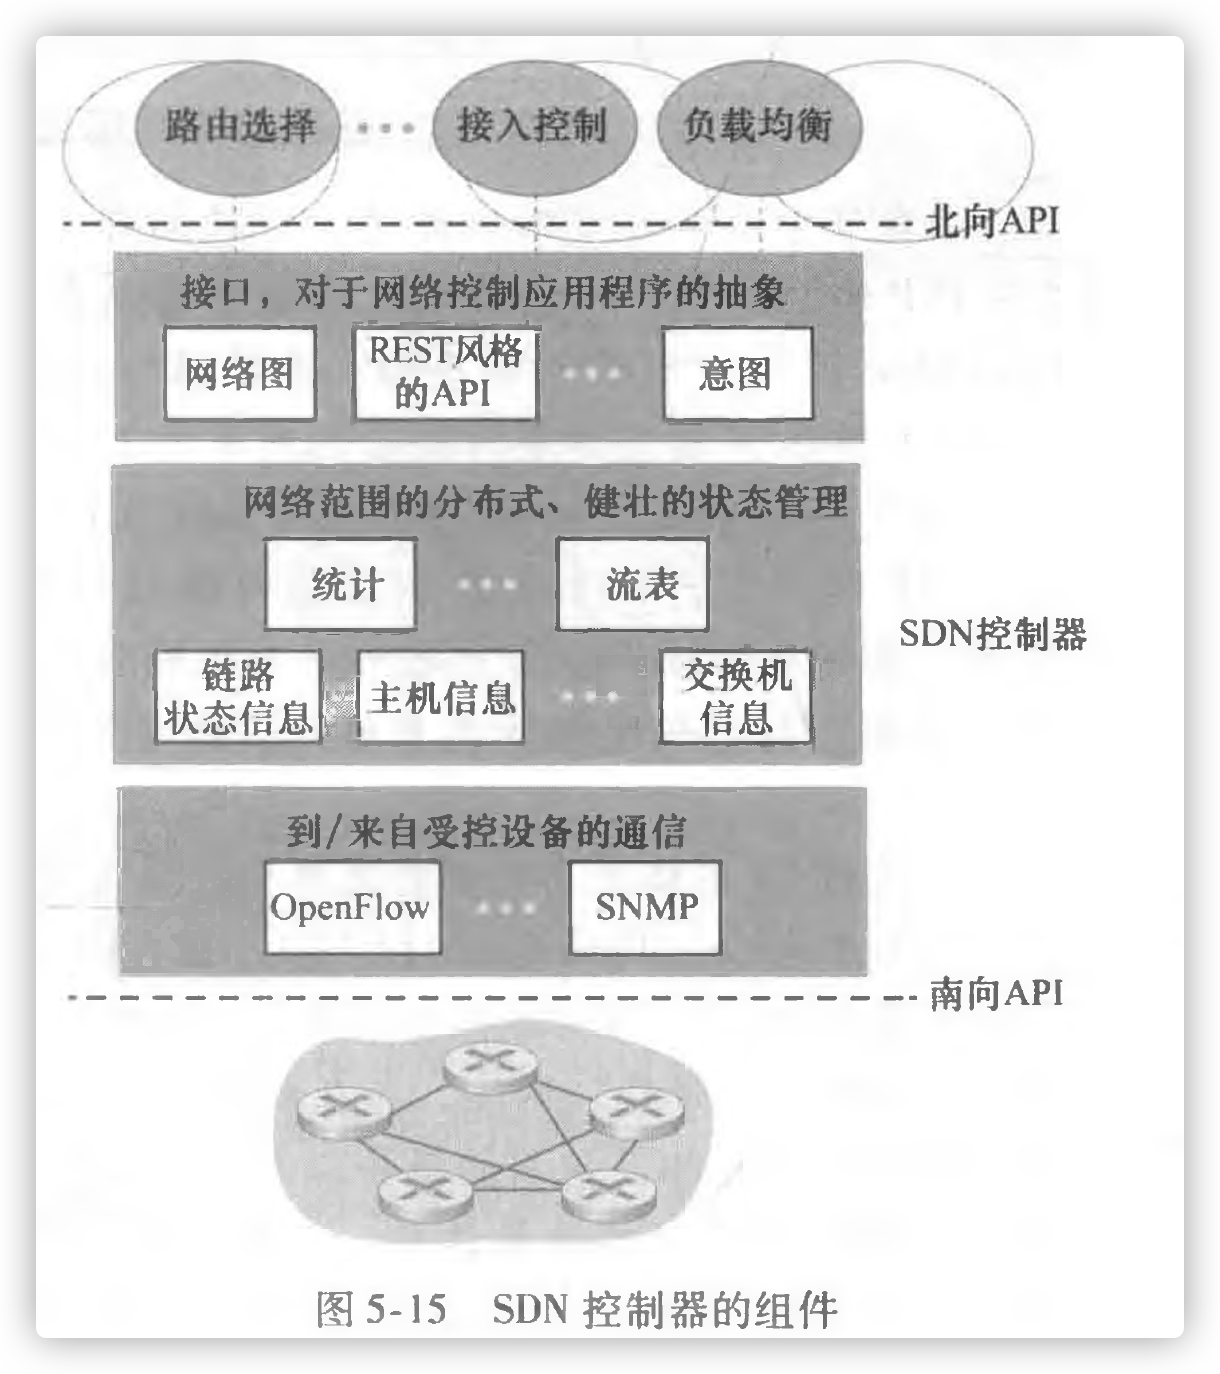 路由选择 ··· 接入控制 负载均衡
北向API
接口，对于网络控制应用程序的抽象
网络图
REST风格
的API
···
意图
网络范围的分布式、健壮的状态管理
统计 ··· 流表
SDN控制器
链路
状态信息
主机信息
···
交换机
信息
到/来自受控设备的通信
OpenFlow ··· SNMP
南向API
图 5-15 SDN 控制器的组件